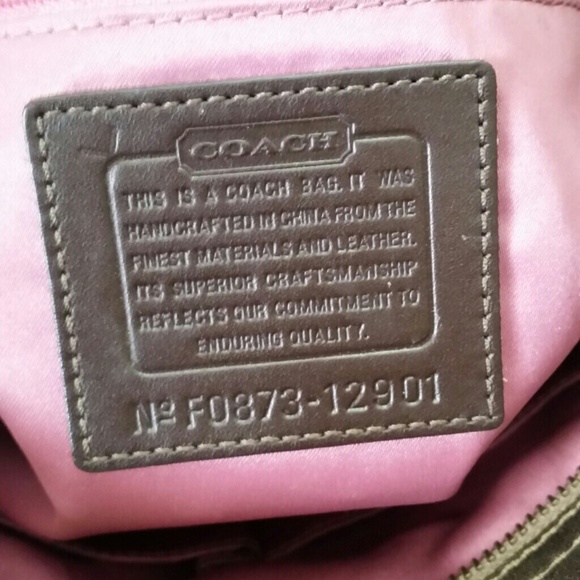 COACH
THIS IS A COACH BAG. IT WAS
HANDCRAFTED IN CHINA FROM THE
FINEST MATERIALS AND LEATHER.
ITS SUPERIOR CRAFTSMANSHIP
REFLECTS OUR COMMITMENT TO
ENDURING QUALITY.
Nº F0873-12901